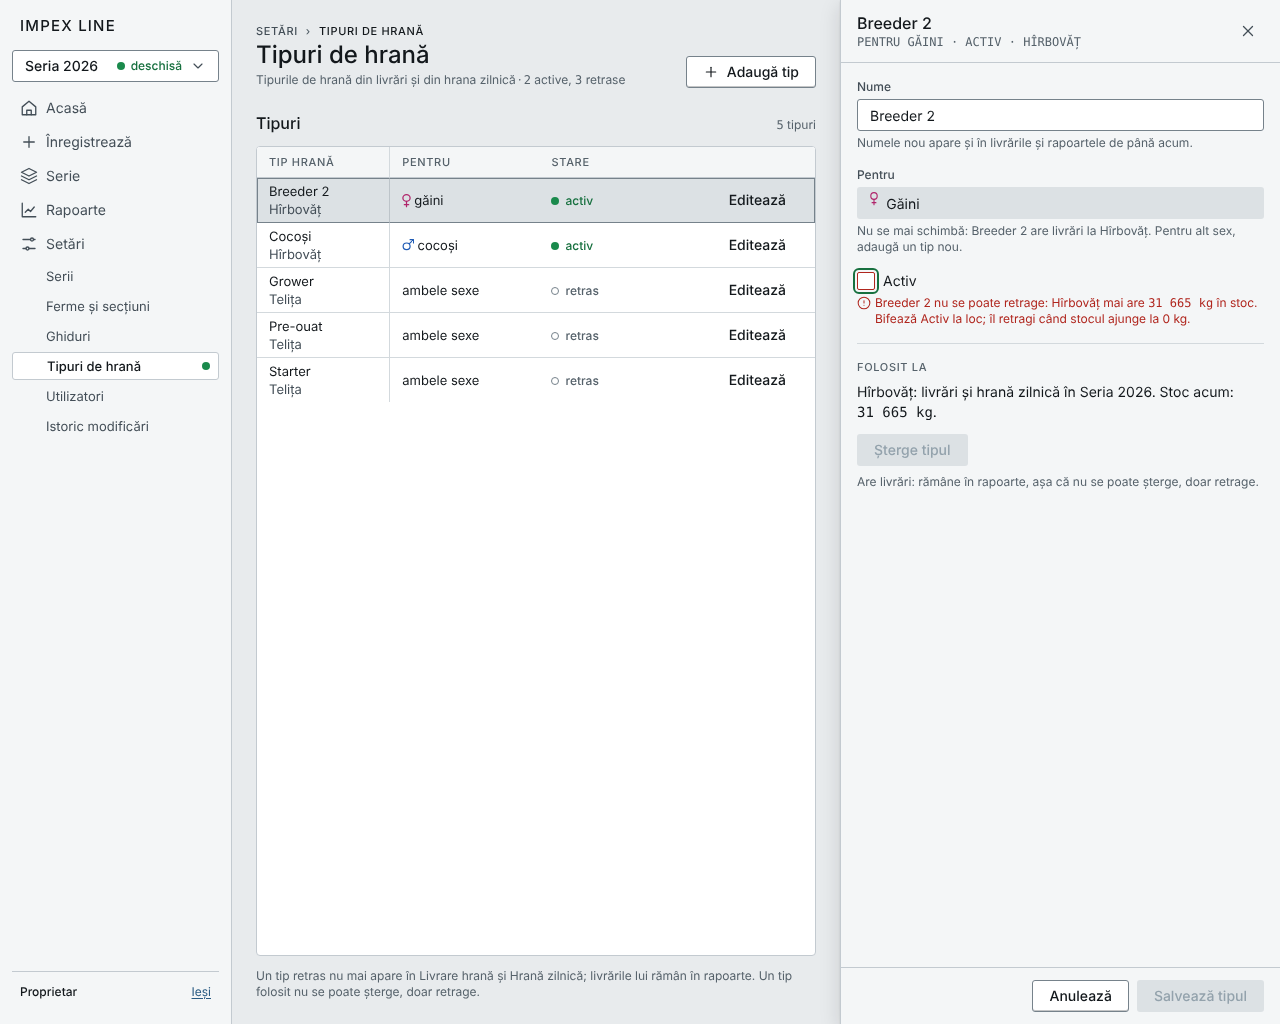 IMPEX LINE
Seria 2026 deschisă
Acasă
Înregistrează
Serie
Rapoarte
Setări
Serii
Ferme și secțiuni
Ghiduri
Tipuri de hrană
Utilizatori
Istoric modificări
Proprietar Ieși
SETĂRI › TIPURI DE HRANĂ
Tipuri de hrană
Tipurile de hrană din livrări și din hrana zilnică · 2 active, 3 retrase
Adaugă tip
Tipuri 5 tipuri
TIP HRANĂ PENTRU STARE
Breeder 2
Hîrbovăț
♀ găini activ Editează
Cocoși
Hîrbovăț
♂ cocoși activ Editează
Grower
Telița
ambele sexe retras Editează
Pre-ouat
Telița
ambele sexe retras Editează
Starter
Telița
ambele sexe retras Editează
Un tip retras nu mai apare în Livrare hrană și Hrană zilnică; livrările lui rămân în rapoarte. Un tip
folosit nu se poate șterge, doar retrage.
Breeder 2
PENTRU GĂINI · ACTIV · HÎRBOVĂȚ
Nume
Breeder 2
Numele nou apare și în livrările și rapoartele de până acum.
Pentru
♀ Găini
Nu se mai schimbă: Breeder 2 are livrări la Hîrbovăț. Pentru alt sex,
adaugă un tip nou.
Activ
Breeder 2 nu se poate retrage: Hîrbovăț mai are 31 665 kg în stoc.
Bifează Activ la loc; îl retragi când stocul ajunge la 0 kg.
FOLOSIT LA
Hîrbovăț: livrări și hrană zilnică în Seria 2026. Stoc acum:
31 665 kg.
Șterge tipul
Are livrări: rămâne în rapoarte, așa că nu se poate șterge, doar retrage.
Anulează Salvează tipul